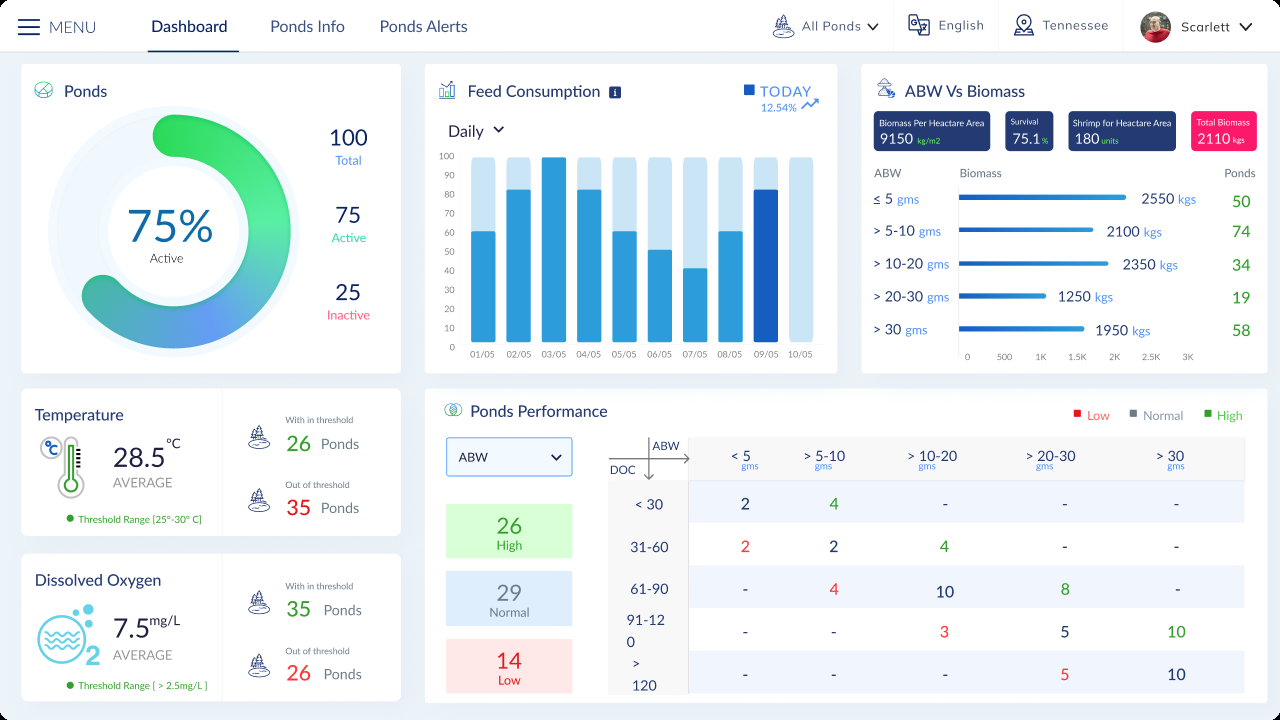 MENU
Dashboard
Ponds Info
Ponds Alerts
All Ponds
English
Tennessee
Scarlett
Ponds
75%
Active
100
Total
75
Active
25
Inactive
Feed Consumption
TODAY
12.54%
Daily
100
90
80
70
60
50
40
30
20
10
0
01/05 02/05 03/05 04/05 05/05 06/05 07/05 08/05 09/05 10/05
ABW Vs Biomass
Biomass Per Heactare Area
9150 kg/m2
Survival
75.1 %
Shrimp for Heactare Area
180 units
Total Biomass
2110 kgs
ABW Biomass Ponds
≤ 5 gms 2550 kgs 50
> 5-10 gms 2100 kgs 74
> 10-20 gms 2350 kgs 34
> 20-30 gms 1250 kgs 19
> 30 gms 1950 kgs 58
0 500 1K 1.5K 2K 2.5K 3K
Temperature
°C
28.5°C
AVERAGE
Threshold Range [25°-30° C]
With in threshold
26 Ponds
Out of threshold
35 Ponds
Dissolved Oxygen
2
7.5mg/L
AVERAGE
Threshold Range [ > 2.5mg/L ]
With in threshold
35 Ponds
Out of threshold
26 Ponds
Ponds Performance
Low Normal High
ABW
26
High
29
Normal
14
Low
ABW
DOC
< 5 gms > 5-10 gms > 10-20 gms > 20-30 gms > 30 gms
< 30 2 4 - - -
31-60 2 2 4 - -
61-90 - 4 10 8 -
91-12
0 - - 3 5 10
>
120 - - - 5 10